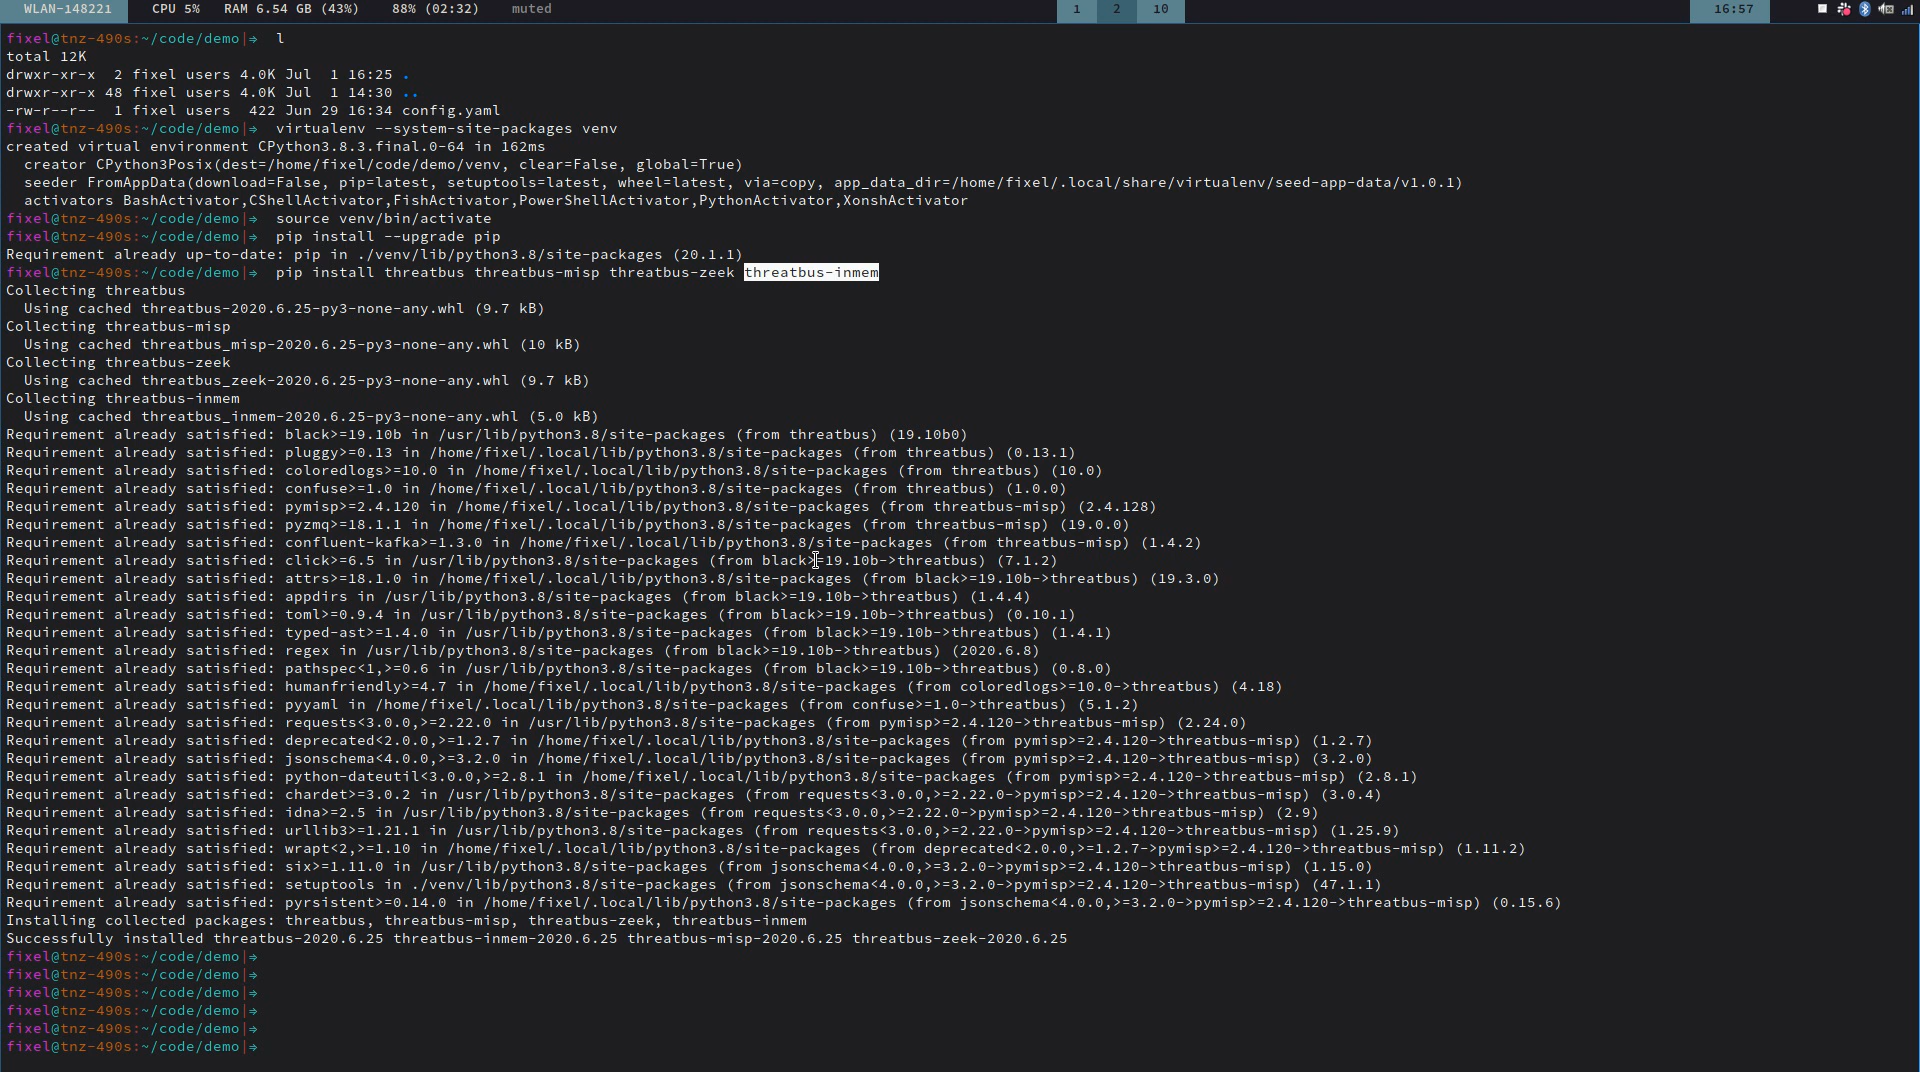 WLAN-14822i CPU 5% RAM 6.54 GB (43%) 88% (02:32) muted 1 2 10 16:57
fixel@tnz-490s:~/code/demo|⇒  l
total 12K
drwxr-xr-x  2 fixel users 4.0K Jul  1 16:25 .
drwxr-xr-x 48 fixel users 4.0K Jul  1 14:30 ..
-rw-r--r--  1 fixel users  422 Jun 29 16:34 config.yaml
fixel@tnz-490s:~/code/demo|⇒  virtualenv --system-site-packages venv
created virtual environment CPython3.8.3.final.0-64 in 162ms
  creator CPython3Posix(dest=/home/fixel/code/demo/venv, clear=False, global=True)
  seeder FromAppData(download=False, pip=latest, setuptools=latest, wheel=latest, via=copy, app_data_dir=/home/fixel/.local/share/virtualenv/seed-app-data/v1.0.1)
  activators BashActivator,CShellActivator,FishActivator,PowerShellActivator,PythonActivator,XonshActivator
fixel@tnz-490s:~/code/demo|⇒  source venv/bin/activate
fixel@tnz-490s:~/code/demo|⇒  pip install --upgrade pip
Requirement already up-to-date: pip in ./venv/lib/python3.8/site-packages (20.1.1)
fixel@tnz-490s:~/code/demo|⇒  pip install threatbus threatbus-misp threatbus-zeek threatbus-inmem
Collecting threatbus
  Using cached threatbus-2020.6.25-py3-none-any.whl (9.7 kB)
Collecting threatbus-misp
  Using cached threatbus_misp-2020.6.25-py3-none-any.whl (10 kB)
Collecting threatbus-zeek
  Using cached threatbus_zeek-2020.6.25-py3-none-any.whl (9.7 kB)
Collecting threatbus-inmem
  Using cached threatbus_inmem-2020.6.25-py3-none-any.whl (5.0 kB)
Requirement already satisfied: black>=19.10b in /usr/lib/python3.8/site-packages (from threatbus) (19.10b0)
Requirement already satisfied: pluggy>=0.13 in /home/fixel/.local/lib/python3.8/site-packages (from threatbus) (0.13.1)
Requirement already satisfied: coloredlogs>=10.0 in /home/fixel/.local/lib/python3.8/site-packages (from threatbus) (10.0)
Requirement already satisfied: confuse>=1.0 in /home/fixel/.local/lib/python3.8/site-packages (from threatbus) (1.0.0)
Requirement already satisfied: pymisp>=2.4.120 in /home/fixel/.local/lib/python3.8/site-packages (from threatbus-misp) (2.4.128)
Requirement already satisfied: pyzmq>=18.1.1 in /home/fixel/.local/lib/python3.8/site-packages (from threatbus-misp) (19.0.0)
Requirement already satisfied: confluent-kafka>=1.3.0 in /home/fixel/.local/lib/python3.8/site-packages (from threatbus-misp) (1.4.2)
Requirement already satisfied: click>=6.5 in /usr/lib/python3.8/site-packages (from black>=19.10b->threatbus) (7.1.2)
Requirement already satisfied: attrs>=18.1.0 in /home/fixel/.local/lib/python3.8/site-packages (from black>=19.10b->threatbus) (19.3.0)
Requirement already satisfied: appdirs in /usr/lib/python3.8/site-packages (from black>=19.10b->threatbus) (1.4.4)
Requirement already satisfied: toml>=0.9.4 in /usr/lib/python3.8/site-packages (from black>=19.10b->threatbus) (0.10.1)
Requirement already satisfied: typed-ast>=1.4.0 in /usr/lib/python3.8/site-packages (from black>=19.10b->threatbus) (1.4.1)
Requirement already satisfied: regex in /usr/lib/python3.8/site-packages (from black>=19.10b->threatbus) (2020.6.8)
Requirement already satisfied: pathspec<1,>=0.6 in /usr/lib/python3.8/site-packages (from black>=19.10b->threatbus) (0.8.0)
Requirement already satisfied: humanfriendly>=4.7 in /home/fixel/.local/lib/python3.8/site-packages (from coloredlogs>=10.0->threatbus) (4.18)
Requirement already satisfied: pyyaml in /home/fixel/.local/lib/python3.8/site-packages (from confuse>=1.0->threatbus) (5.1.2)
Requirement already satisfied: requests<3.0.0,>=2.22.0 in /usr/lib/python3.8/site-packages (from pymisp>=2.4.120->threatbus-misp) (2.24.0)
Requirement already satisfied: deprecated<2.0.0,>=1.2.7 in /home/fixel/.local/lib/python3.8/site-packages (from pymisp>=2.4.120->threatbus-misp) (1.2.7)
Requirement already satisfied: jsonschema<4.0.0,>=3.2.0 in /home/fixel/.local/lib/python3.8/site-packages (from pymisp>=2.4.120->threatbus-misp) (3.2.0)
Requirement already satisfied: python-dateutil<3.0.0,>=2.8.1 in /home/fixel/.local/lib/python3.8/site-packages (from pymisp>=2.4.120->threatbus-misp) (2.8.1)
Requirement already satisfied: chardet>=3.0.2 in /usr/lib/python3.8/site-packages (from requests<3.0.0,>=2.22.0->pymisp>=2.4.120->threatbus-misp) (3.0.4)
Requirement already satisfied: idna>=2.5 in /usr/lib/python3.8/site-packages (from requests<3.0.0,>=2.22.0->pymisp>=2.4.120->threatbus-misp) (2.9)
Requirement already satisfied: urllib3>=1.21.1 in /usr/lib/python3.8/site-packages (from requests<3.0.0,>=2.22.0->pymisp>=2.4.120->threatbus-misp) (1.25.9)
Requirement already satisfied: wrapt<2,>=1.10 in /home/fixel/.local/lib/python3.8/site-packages (from deprecated<2.0.0,>=1.2.7->pymisp>=2.4.120->threatbus-misp) (1.11.2)
Requirement already satisfied: six>=1.11.0 in /usr/lib/python3.8/site-packages (from jsonschema<4.0.0,>=3.2.0->pymisp>=2.4.120->threatbus-misp) (1.15.0)
Requirement already satisfied: setuptools in ./venv/lib/python3.8/site-packages (from jsonschema<4.0.0,>=3.2.0->pymisp>=2.4.120->threatbus-misp) (47.1.1)
Requirement already satisfied: pyrsistent>=0.14.0 in /home/fixel/.local/lib/python3.8/site-packages (from jsonschema<4.0.0,>=3.2.0->pymisp>=2.4.120->threatbus-misp) (0.15.6)
Installing collected packages: threatbus, threatbus-misp, threatbus-zeek, threatbus-inmem
Successfully installed threatbus-2020.6.25 threatbus-inmem-2020.6.25 threatbus-misp-2020.6.25 threatbus-zeek-2020.6.25
fixel@tnz-490s:~/code/demo|⇒
fixel@tnz-490s:~/code/demo|⇒
fixel@tnz-490s:~/code/demo|⇒
fixel@tnz-490s:~/code/demo|⇒
fixel@tnz-490s:~/code/demo|⇒
fixel@tnz-490s:~/code/demo|⇒